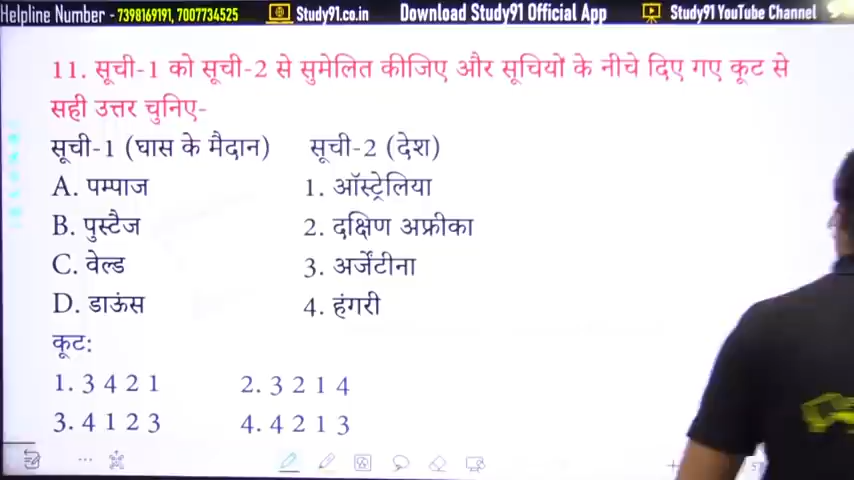 Helpline Number - 7398169191, 7007734525 Study91.co.in Download Study91 Official App Study91 YouTube Channel
11. सूची-1 को सूची-2 से सुमेलित कीजिए और सूचियों के नीचे दिए गए कूट से
सही उत्तर चुनिए-
सूची-1 (घास के मैदान) सूची-2 (देश)
A. पम्पाज 1. ऑस्ट्रेलिया
B. पुस्टैज 2. दक्षिण अफ्रीका
C. वेल्ड 3. अर्जेंटीना
D. डाऊंस 4. हंगरी
कूट:
1. 3 4 2 1 2. 3 2 1 4
3. 4 1 2 3 4. 4 2 1 3